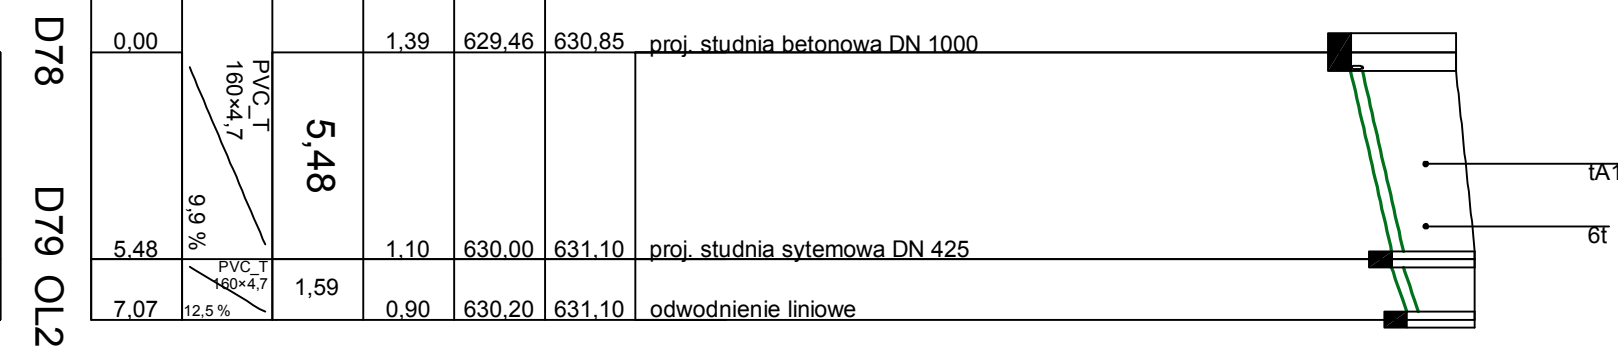 D78
0,00
1,39
629,46
630,85
proj. studnia betonowa DN 1000
PVC_T
160×4,7
5,48
9,9 %
tA1
6t
D79
5,48
1,10
630,00
631,10
proj. studnia sytemowa DN 425
PVC_T
160×4,7
12,5 %
1,59
OL2
7,07
0,90
630,20
631,10
odwodnienie liniowe